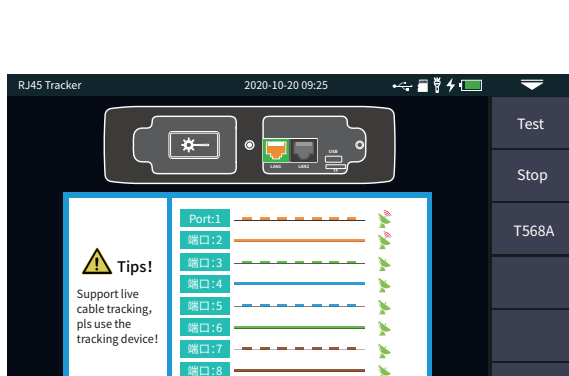 RJ45 Tracker 2020-10-20 09:25
Test
Stop
T568A
USB
LAN1 LAN2
Port:1
端口:2
端口:3
端口:4
端口:5
端口:6
端口:7
端口:8
Tips!
Support live
cable tracking,
pls use the
tracking device!